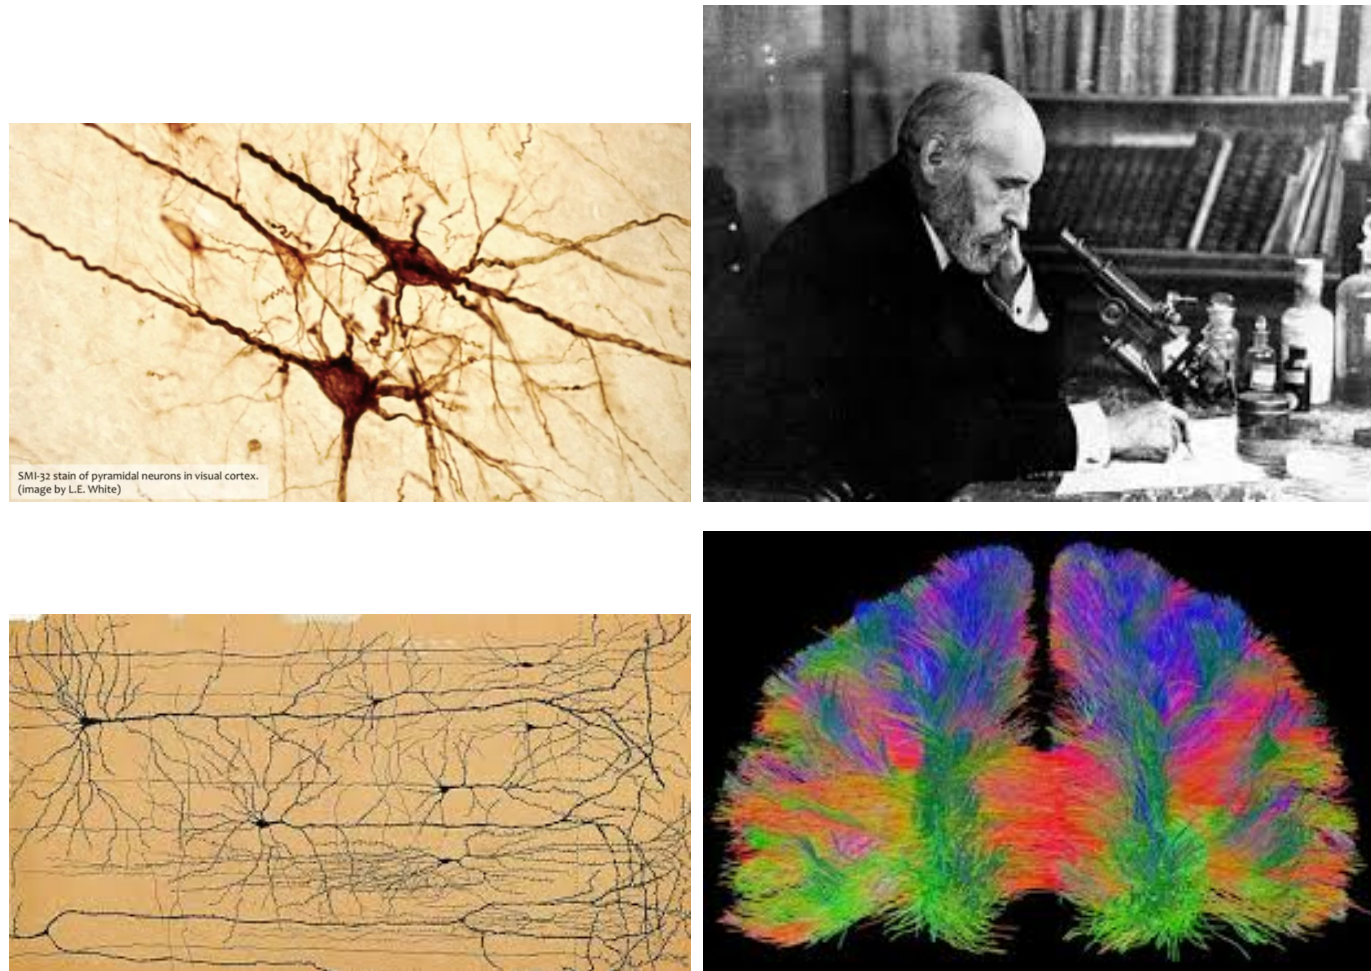 SMI-32 stain of pyramidal neurons in visual cortex.
(image by L.E. White)